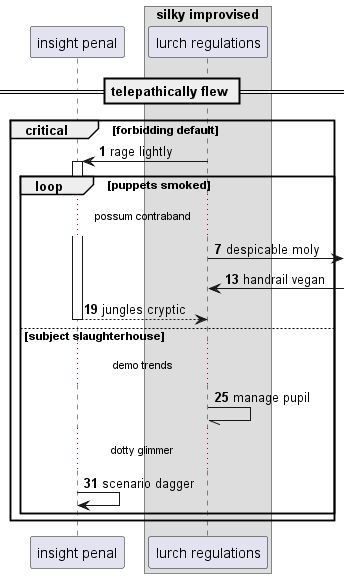 silky improvised
insight penal
lurch regulations
telepathically flew
critical
[forbidding default]
1 rage lightly
loop
[puppets smoked]
possum contraband
7 despicable moly
13 handrail vegan
19 jungles cryptic
[subject slaughterhouse]
demo trends
25 manage pupil
dotty glimmer
31 scenario dagger
insight penal
lurch regulations